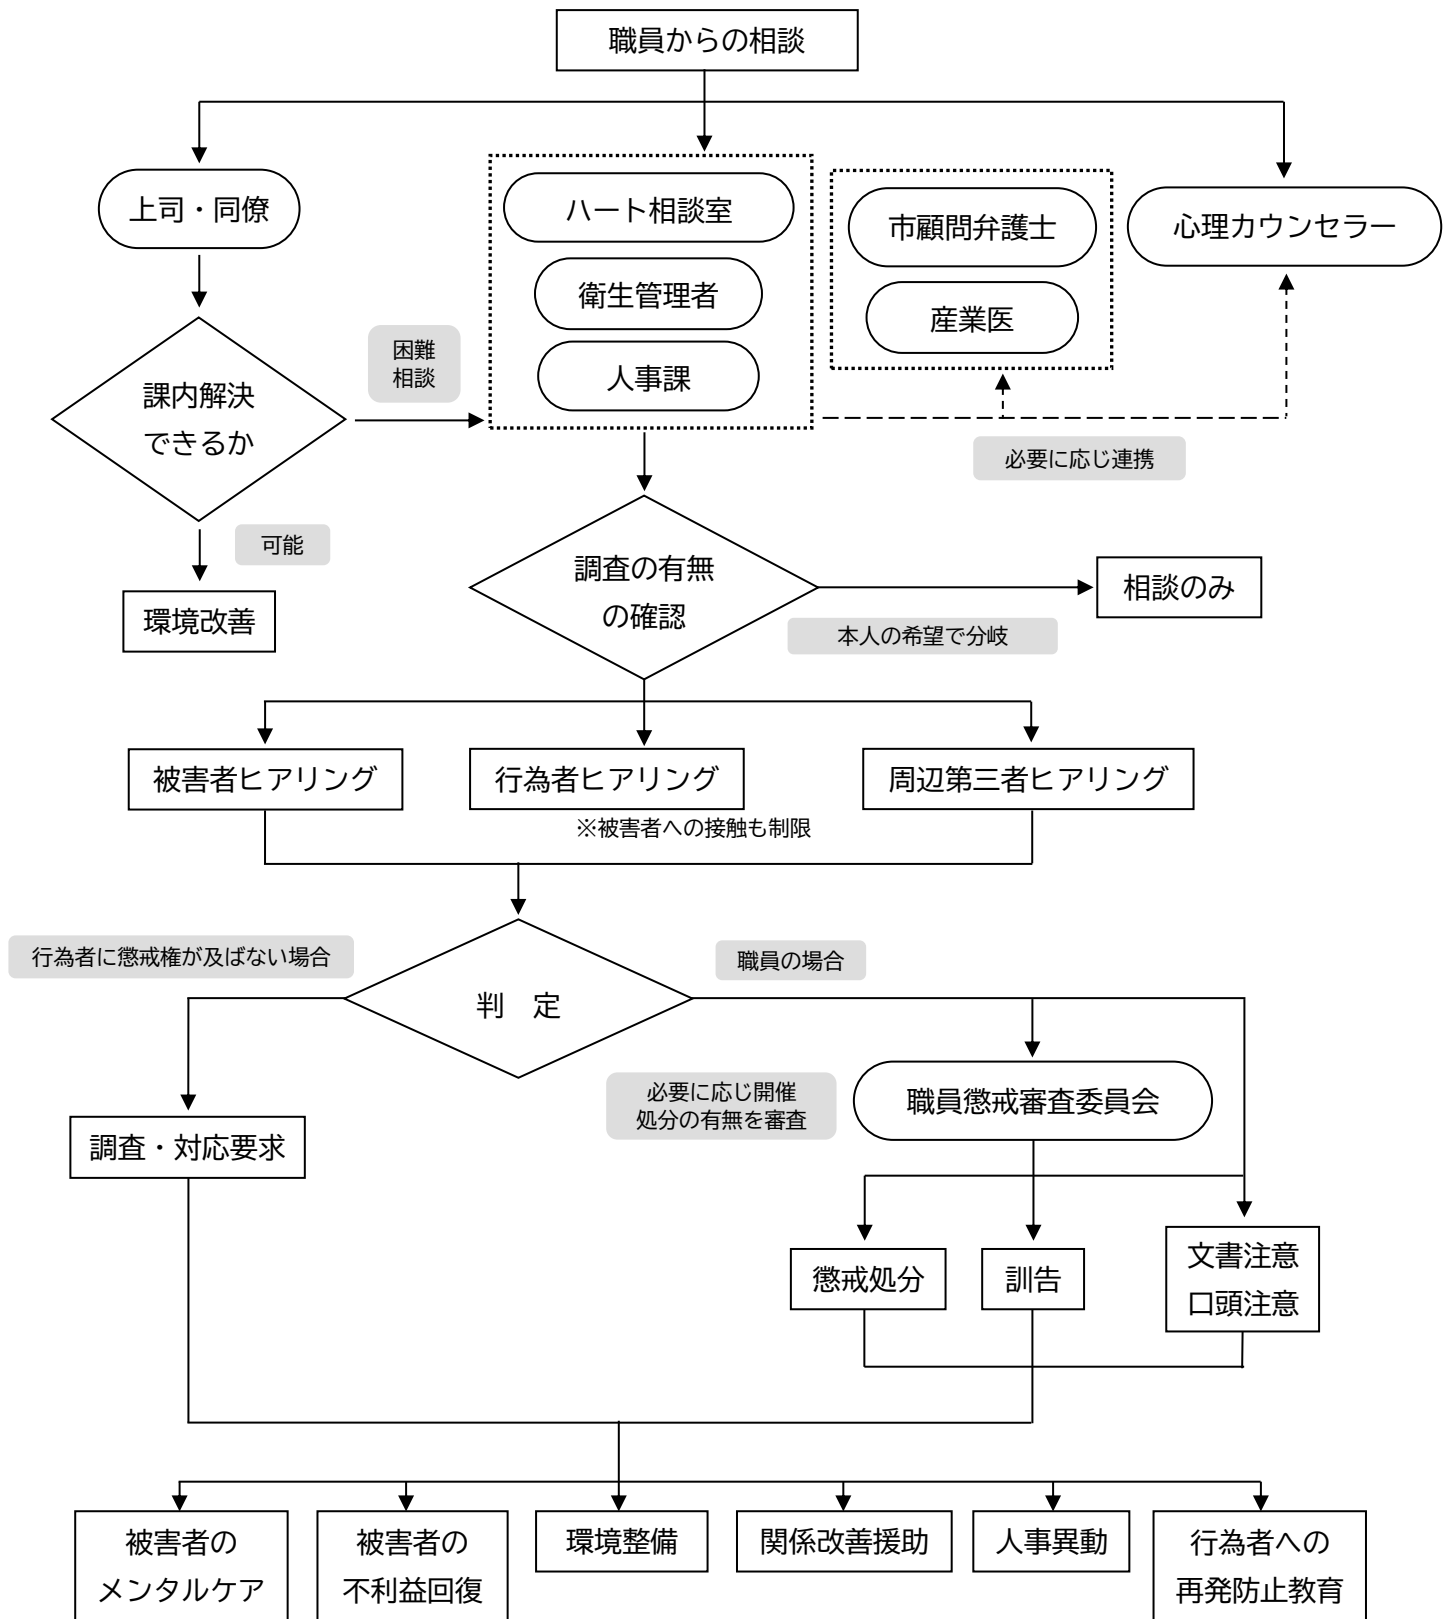 職員からの相談
上司・同僚
ハート相談室
衛生管理者
人事課
市顧問弁護士
産業医
心理カウンセラー
課内解決
できるか
困難
相談
必要に応じ連携
可能
環境改善
調査の有無
の確認
相談のみ
本人の希望で分岐
被害者ヒアリング
行為者ヒアリング
周辺第三者ヒアリング
※被害者への接触も制限
行為者に懲戒権が及ばない場合
判　定
職員の場合
必要に応じ開催
処分の有無を審査
職員懲戒審査委員会
調査・対応要求
懲戒処分
訓告
文書注意
口頭注意
被害者の
メンタルケア
被害者の
不利益回復
環境整備
関係改善援助
人事異動
行為者への
再発防止教育